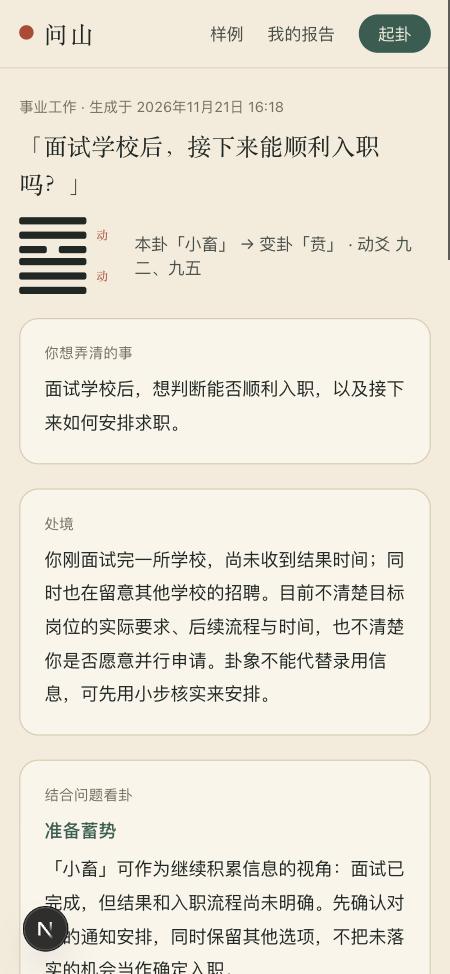 问山
样例 我的报告 起卦
事业工作 · 生成于 2026年11月21日 16:18
「面试学校后，接下来能顺利入职
吗？」
动
动
本卦「小畜」 → 变卦「贲」 · 动爻 九
二、九五
你想弄清的事
面试学校后，想判断能否顺利入职，以及接下
来如何安排求职。
处境
你刚面试完一所学校，尚未收到结果时间；同
时也在留意其他学校的招聘。目前不清楚目标
岗位的实际要求、后续流程与时间，也不清楚
你是否愿意并行申请。卦象不能代替录用信
息，可先用小步核实来安排。
结合问题看卦
准备蓄势
「小畜」可作为继续积累信息的视角：面试已
完成，但结果和入职流程尚未明确。先确认对
的通知安排，同时保留其他选项，不把未落
实的机会当作确定入职。
N